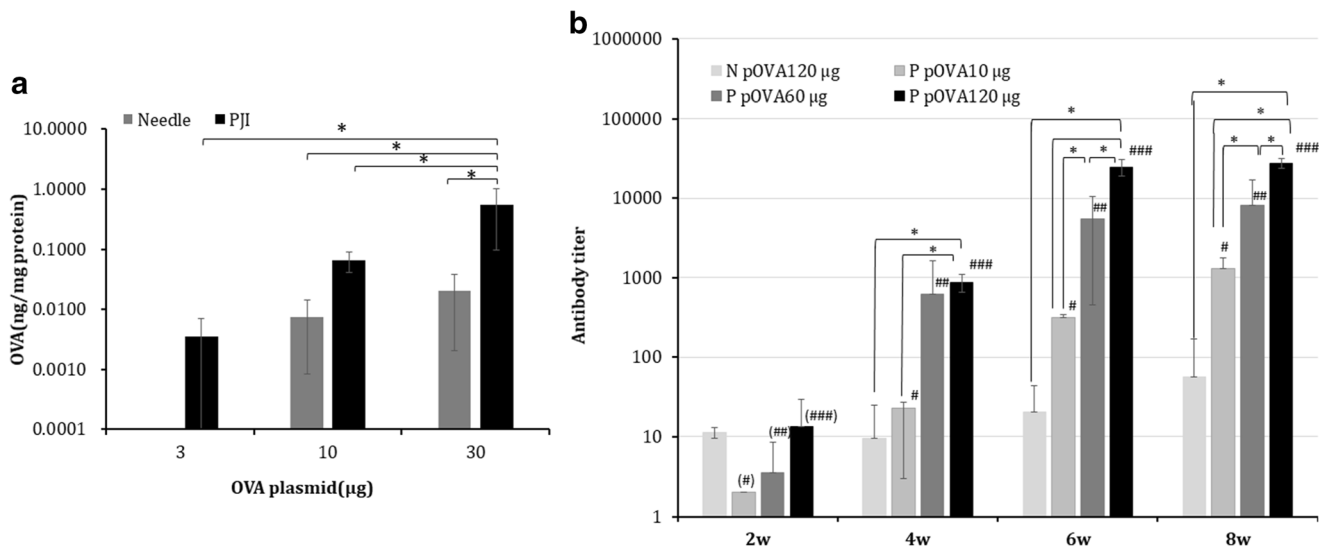 a
Needle PJI
OVA(ng/mg protein)
10.0000
1.0000
0.1000
0.0100
0.0010
0.0001
* 
*
*
*
3 10 30
OVA plasmid(μg)
b
N pOVA120 μg P pOVA10 μg
P pOVA60 μg P pOVA120 μg
Antibody titer
1000000
100000
10000
1000
100
10
1
(#) (##) (###)
*
*
# ## ###
*
* *
# ## ###
*
*
* *
# ## ###
2w 4w 6w 8w